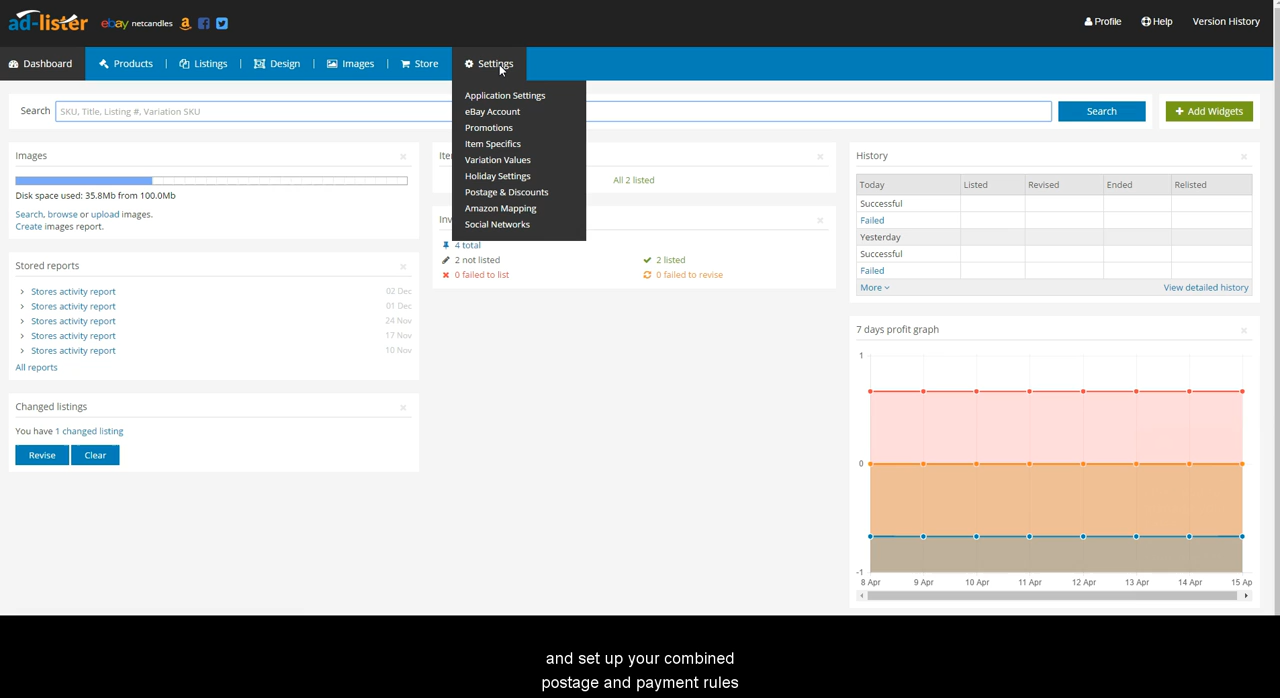 ad-lister ebay netcandles Profile Help Version History
Dashboard Products Listings Design Images Store Settings
Application Settings
eBay Account
Promotions
Item Specifics
Variation Values
Holiday Settings
Postage & Discounts
Amazon Mapping
Social Networks
Search SKU, Title, Listing #, Variation SKU Search + Add Widgets
Images
Disk space used: 35.8Mb from 100.0Mb
Search, browse or upload images.
Create images report.
Stored reports
Stores activity report 02 Dec
Stores activity report 01 Dec
Stores activity report 24 Nov
Stores activity report 17 Nov
Stores activity report 10 Nov
All reports
Changed listings
You have 1 changed listing
Revise Clear
Ite
All 2 listed
Inv
4 total
2 not listed 2 listed
0 failed to list 0 failed to revise
History
Today Listed Revised Ended Relisted
Successful
Failed
Yesterday
Successful
Failed
More View detailed history
7 days profit graph
1
0
-1
8 Apr 9 Apr 10 Apr 11 Apr 12 Apr 13 Apr 14 Apr 15 Ap
and set up your combined
postage and payment rules